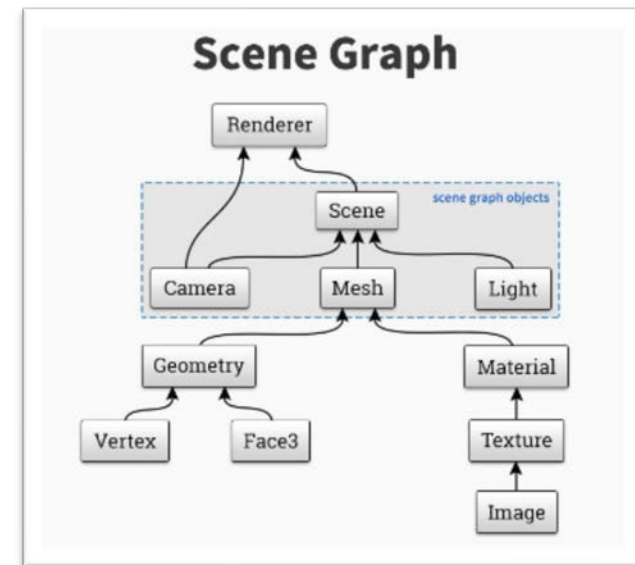 Scene Graph
Renderer
scene graph objects
Scene
Camera
Mesh
Light
Geometry
Material
Vertex
Face3
Texture
Image